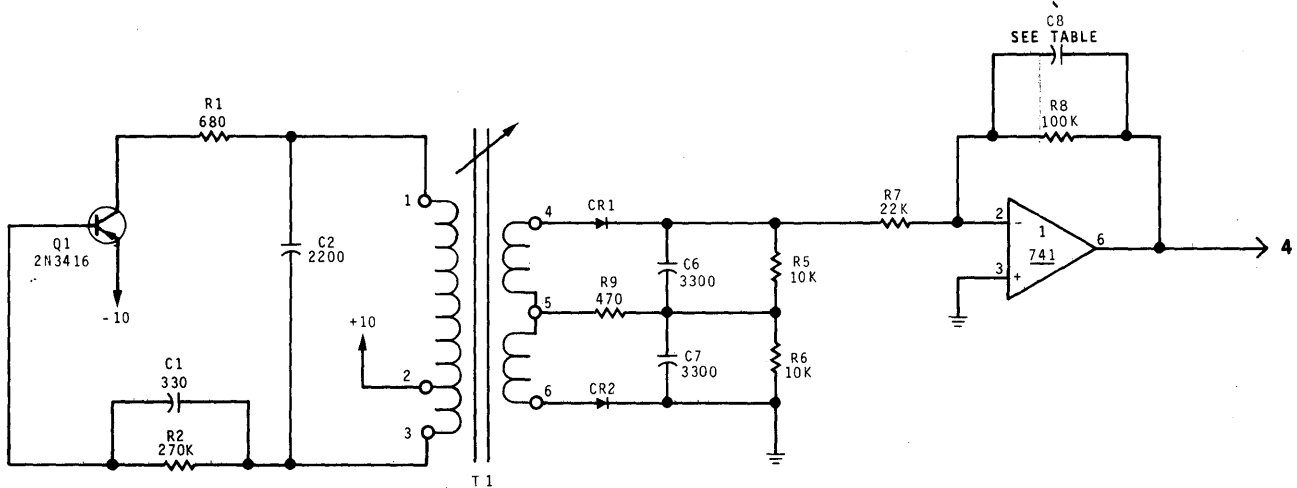 C8
SEE TABLE
R8
100K
R1
680
1
Q1
2N3416
-10
C2
2200
+10
2
3
C1
330
R2
270K
T1
4
CR1
R9
470
5
C6
3300
R5
10K
C7
3300
R6
10K
6
CR2
R7
22K
2
-
1
741
3
+
6
4